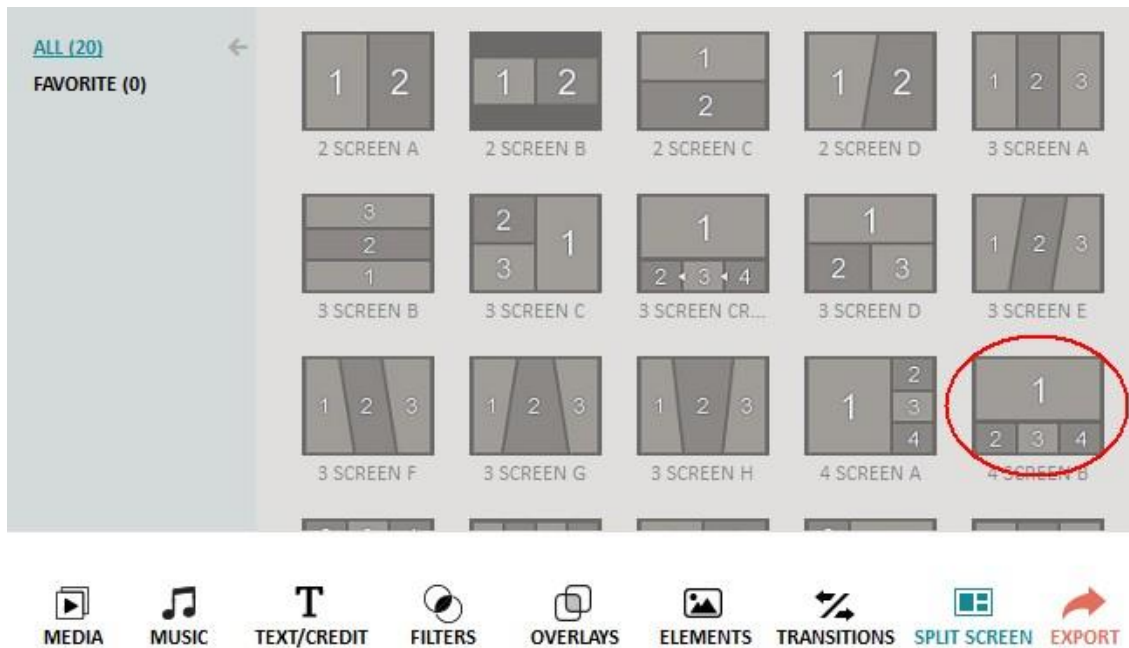 ALL (20)
FAVORITE (0)
1 2
1 2
1
2
1 2
1 2 3
2 SCREEN A
2 SCREEN B
2 SCREEN C
2 SCREEN D
3 SCREEN A
3
2
1
2
3
1
1
2 3 4
1
2 3
1 2 3
3 SCREEN B
3 SCREEN C
3 SCREEN CR...
3 SCREEN D
3 SCREEN E
1 2 3
1 2 3
1 2 3
1
2
3
4
1
2 3 4
3 SCREEN F
3 SCREEN G
3 SCREEN H
4 SCREEN A
4 SCREEN B
MEDIA
MUSIC
T
TEXT/CREDIT
FILTERS
OVERLAYS
ELEMENTS
TRANSITIONS
SPLIT SCREEN
EXPORT